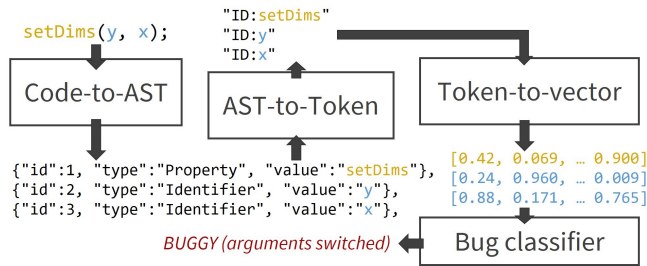 setDims(y, x);
Code-to-AST
{"id":1, "type":"Property", "value":"setDims"},
{"id":2, "type":"Identifier", "value":"y"},
{"id":3, "type":"Identifier", "value":"x"},
AST-to-Token
"ID:setDims"
"ID:y"
"ID:x"
Token-to-vector
[0.42, 0.069, … 0.900]
[0.24, 0.960, … 0.009]
[0.88, 0.171, … 0.765]
Bug classifier
BUGGY (arguments switched)